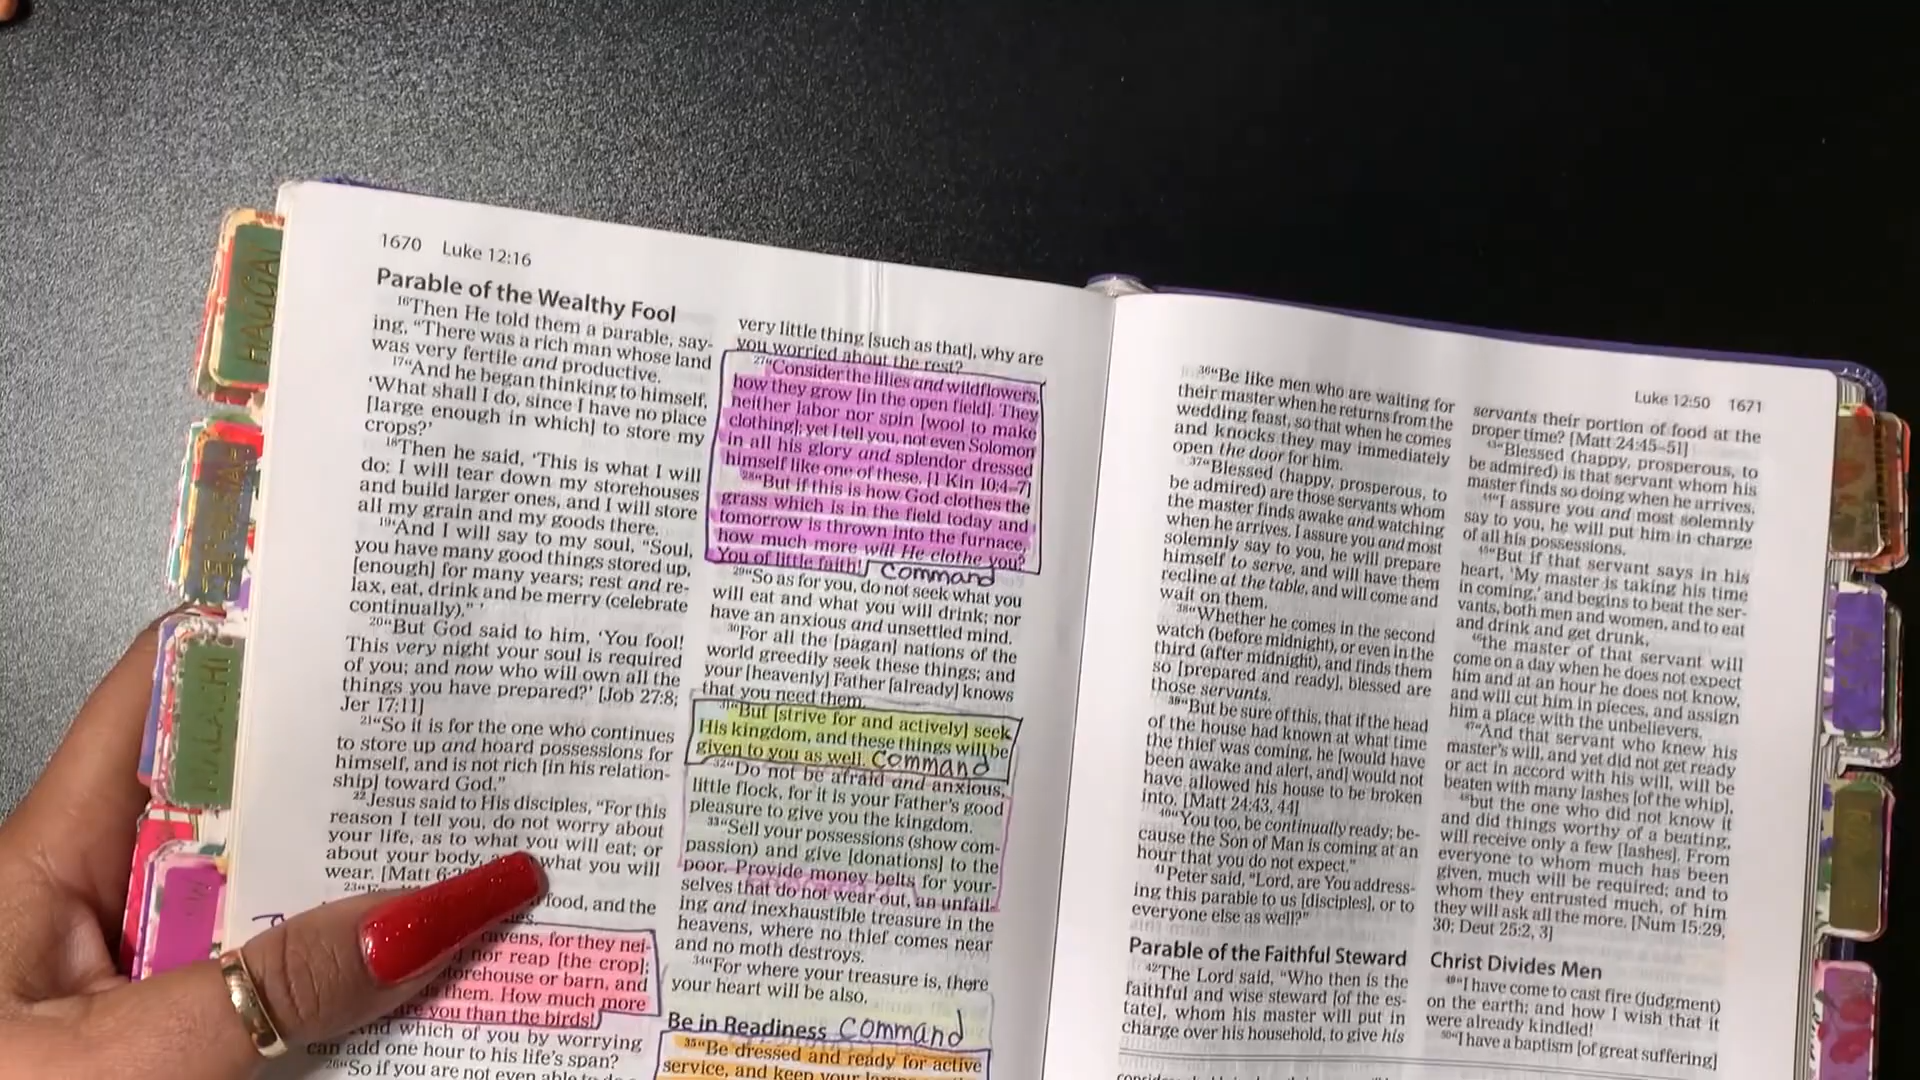 HAGGAI
JEREMIAH
MALACHI
1670 Luke 12:16
Parable of the Wealthy Fool
16"Then He told them a parable, say-
ing, "There was a rich man whose land
was very fertile and productive.
17"And he began thinking to himself,
'What shall I do, since I have no place
[large enough in which] to store my
crops?'
18"Then he said, 'This is what I will
do: I will tear down my storehouses
and build larger ones, and I will store
all my grain and my goods there.
19"And I will say to my soul, "Soul,
you have many good things stored up,
[enough] for many years; rest and re-
lax, eat, drink and be merry (celebrate
continually)." '
20"But God said to him, 'You fool!
This very night your soul is required
of you; and now who will own all the
things you have prepared?' [Job 27:8;
Jer 17:11]
21"So it is for the one who continues
to store up and hoard possessions for
himself, and is not rich [in his relation-
ship] toward God."
22Jesus said to His disciples, "For this
reason I tell you, do not worry about
your life, as to what you will eat; or
about your body, what you will
wear. [Matt
23 food, and the
ravens, for they nei-
nor reap [the crop];
storehouse or barn, and
them. How much more
are you than the birds!
And which of you by worrying
can add one hour to his life's span?
26"So if you are not even able to do
very little thing [such as that], why are
you worried about the rest?
27"Consider the lilies and wildflowers,
how they grow [in the open field]. They
neither labor nor spin [wool to make
clothing]; yet I tell you, not even Solomon
in all his glory and splendor dressed
himself like one of these. [1 Kin 10:4–7]
28"But if this is how God clothes the
grass which is in the field today and
tomorrow is thrown into the furnace,
how much more will He clothe you?
You of little faith! Command
29"So as for you, do not seek what you
will eat and what you will drink; nor
have an anxious and unsettled mind.
30"For all the [pagan] nations of the
world greedily seek these things; and
your [heavenly] Father [already] knows
that you need them.
31"But [strive for and actively] seek
His kingdom, and these things will be
given to you as well. Command
32"Do not be afraid and anxious,
little flock, for it is your Father's good
pleasure to give you the kingdom.
33"Sell your possessions (show com-
passion) and give [donations] to the
poor. Provide money belts for your-
selves that do not wear out, an unfail-
ing and inexhaustible treasure in the
heavens, where no thief comes near
and no moth destroys.
34"For where your treasure is, there
your heart will be also.
Be in Readiness Command
35"Be dressed and ready for active
service, and keep your lamps
Luke 12:50 1671
36"Be like men who are waiting for
their master when he returns from the
wedding feast, so that when he comes
and knocks they may immediately
open the door for him.
37"Blessed (happy, prosperous, to
be admired) are those servants whom
the master finds awake and watching
when he arrives. I assure you and most
solemnly say to you, he will prepare
himself to serve, and will have them
recline at the table, and will come and
wait on them.
38"Whether he comes in the second
watch (before midnight), or even in the
third (after midnight), and finds them
so [prepared and ready], blessed are
those servants.
39"But be sure of this, that if the head
of the house had known at what time
the thief was coming, he [would have
been awake and alert, and] would not
have allowed his house to be broken
into. [Matt 24:43, 44]
40"You too, be continually ready; be-
cause the Son of Man is coming at an
hour that you do not expect."
41Peter said, "Lord, are You address-
ing this parable to us [disciples], or to
everyone else as well?"
Parable of the Faithful Steward
42The Lord said, "Who then is the
faithful and wise steward [of the es-
tate], whom his master will put in
charge over his household, to give his
servants their portion of food at the
proper time? [Matt 24:45–51]
43"Blessed (happy, prosperous, to
be admired) is that servant whom his
master finds so doing when he arrives.
44"I assure you and most solemnly
say to you, he will put him in charge
of all his possessions.
45"But if that servant says in his
heart, 'My master is taking his time
in coming,' and begins to beat the ser-
vants, both men and women, and to eat
and drink and get drunk,
46the master of that servant will
come on a day when he does not expect
him and at an hour he does not know,
and will cut him in pieces, and assign
him a place with the unbelievers.
47"And that servant who knew his
master's will, and yet did not get ready
or act in accord with his will, will be
beaten with many lashes [of the whip],
48but the one who did not know it
and did things worthy of a beating,
will receive only a few [lashes]. From
everyone to whom much has been
given, much will be required; and to
whom they entrusted much, of him
they will ask all the more. [Num 15:29,
30; Deut 25:2, 3]
Christ Divides Men
49"I have come to cast fire (judgment)
on the earth; and how I wish that it
were already kindled!
50"I have a baptism [of great suffering]